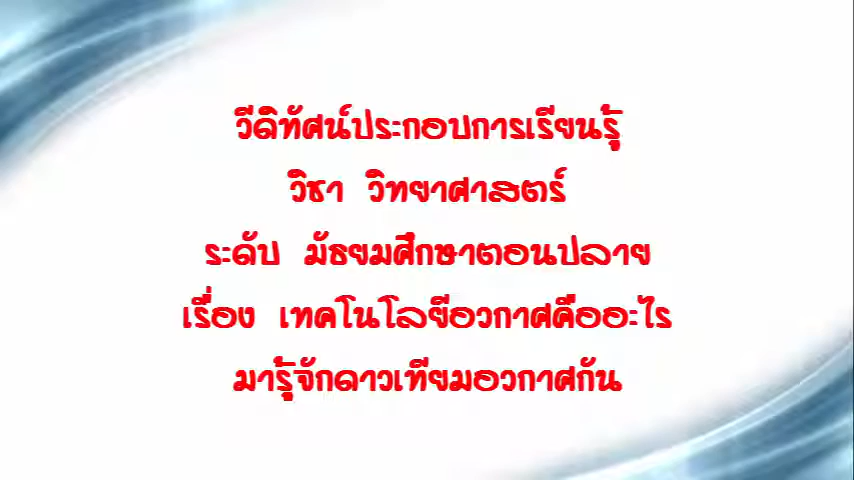 วีดิทัศน์ประกอบการเรียนรู้
วิชา วิทยาศาสตร์
ระดับ มัธยมศึกษาตอนปลาย
เรื่อง เทคโนโลยีอวกาศคืออะไร
มารู้จักดาวเทียมอวกาศกัน